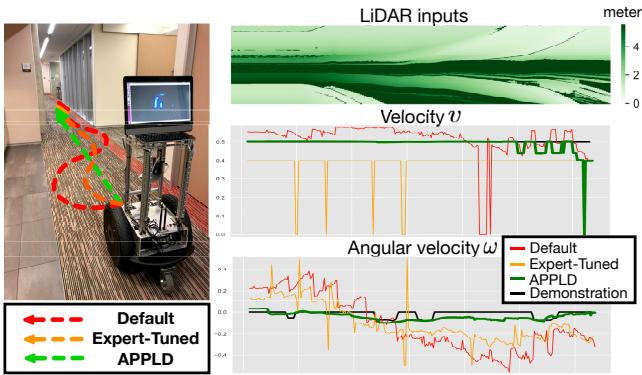 LiDAR inputs
meter
4
2
0
Velocity v
0.5
0.4
0.3
0.2
0.1
0.0
Angular velocity ω
0.4
0.2
0.0
−0.2
−0.4
Default
Expert-Tuned
APPLD
Demonstration
Default
Expert-Tuned
APPLD